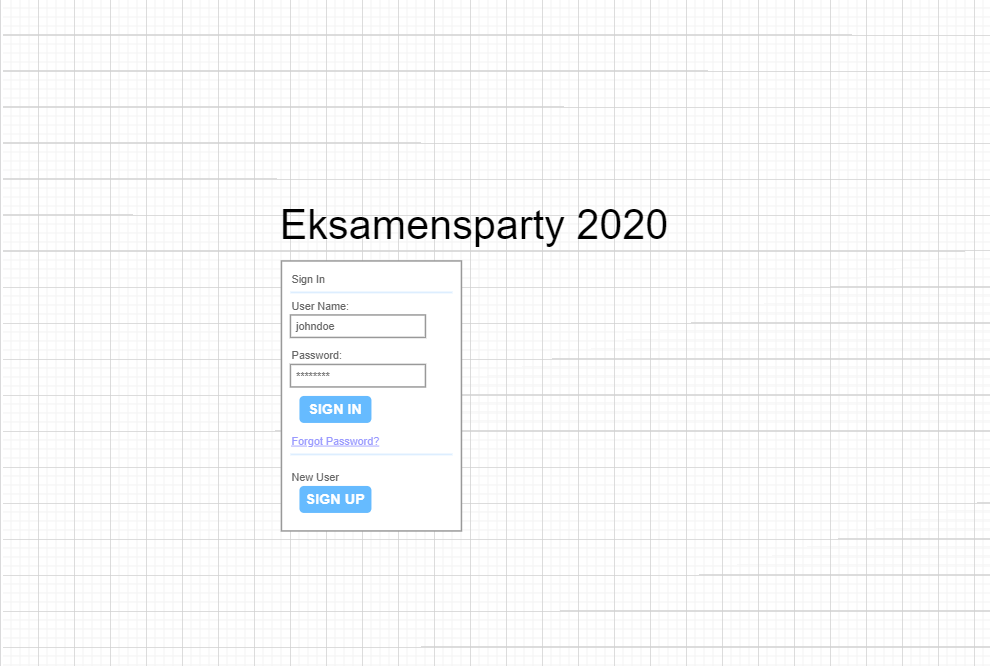 Eksamensparty 2020
Sign In
User Name:
johndoe
Password:
********
SIGN IN
Forgot Password?
New User
SIGN UP